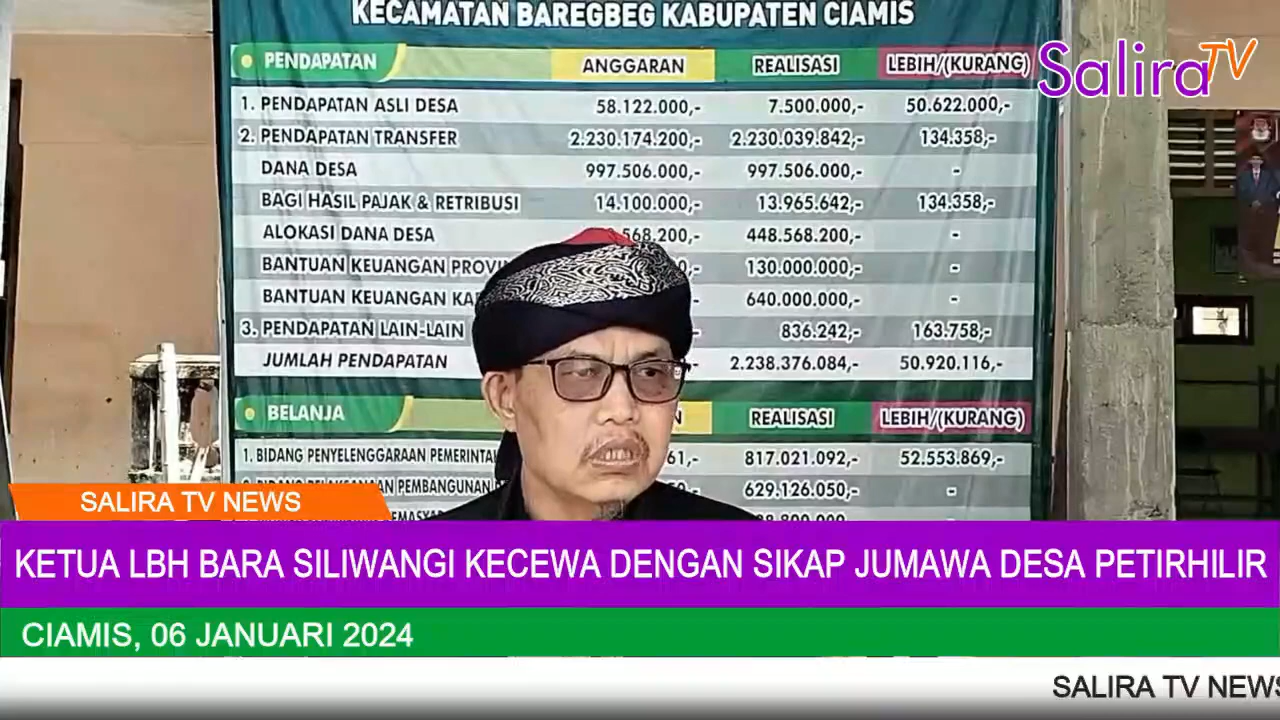 KECAMATAN BAREGBEG KABUPATEN CIAMIS
Salira TV
PENDAPATAN ANGGARAN REALISASI LEBIH/(KURANG)
1. PENDAPATAN ASLI DESA 58.122.000,- 7.500.000,- 50.622.000,-
2. PENDAPATAN TRANSFER 2.230.174.200,- 2.230.039.842,- 134.358,-
DANA DESA 997.506.000,- 997.506.000,- -
BAGI HASIL PAJAK & RETRIBUSI 14.100.000,- 13.965.642,- 134.358,-
ALOKASI DANA DESA 568.200,- 448.568.200,- -
BANTUAN KEUANGAN 130.000.000,- -
BANTUAN KEUANGAN 640.000.000,- -
3. PENDAPATAN LAIN-LAIN 836.242,- 163.758,-
JUMLAH PENDAPATAN 2.238.376.084,- 50.920.116,-
BELANJA REALISASI LEBIH/(KURANG)
1. BIDANG PENYELENGGARAAN 61,- 817.021.092,- 52.553.869,-
PEMBANGUNAN 629.126.050,- -
SALIRA TV NEWS
KETUA LBH BARA SILIWANGI KECEWA DENGAN SIKAP JUMAWA DESA PETIRHILIR
CIAMIS, 06 JANUARI 2024
SALIRA TV NEWS